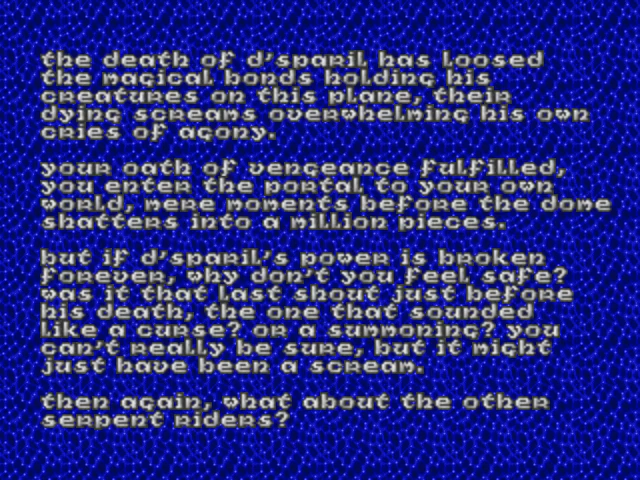 the death of d'sparil has loosed
the magical bonds holding his
creatures on this plane, their
dying screams overwhelming his own
cries of agony.
your oath of vengeance fulfilled,
you enter the portal to your own
world, mere moments before the dome
shatters into a million pieces.
but if d'sparil's power is broken
forever, why don't you feel safe?
was it that last shout just before
his death, the one that sounded
like a curse? or a summoning? you
can't really be sure, but it might
just have been a scream.
then again, what about the other
serpent riders?